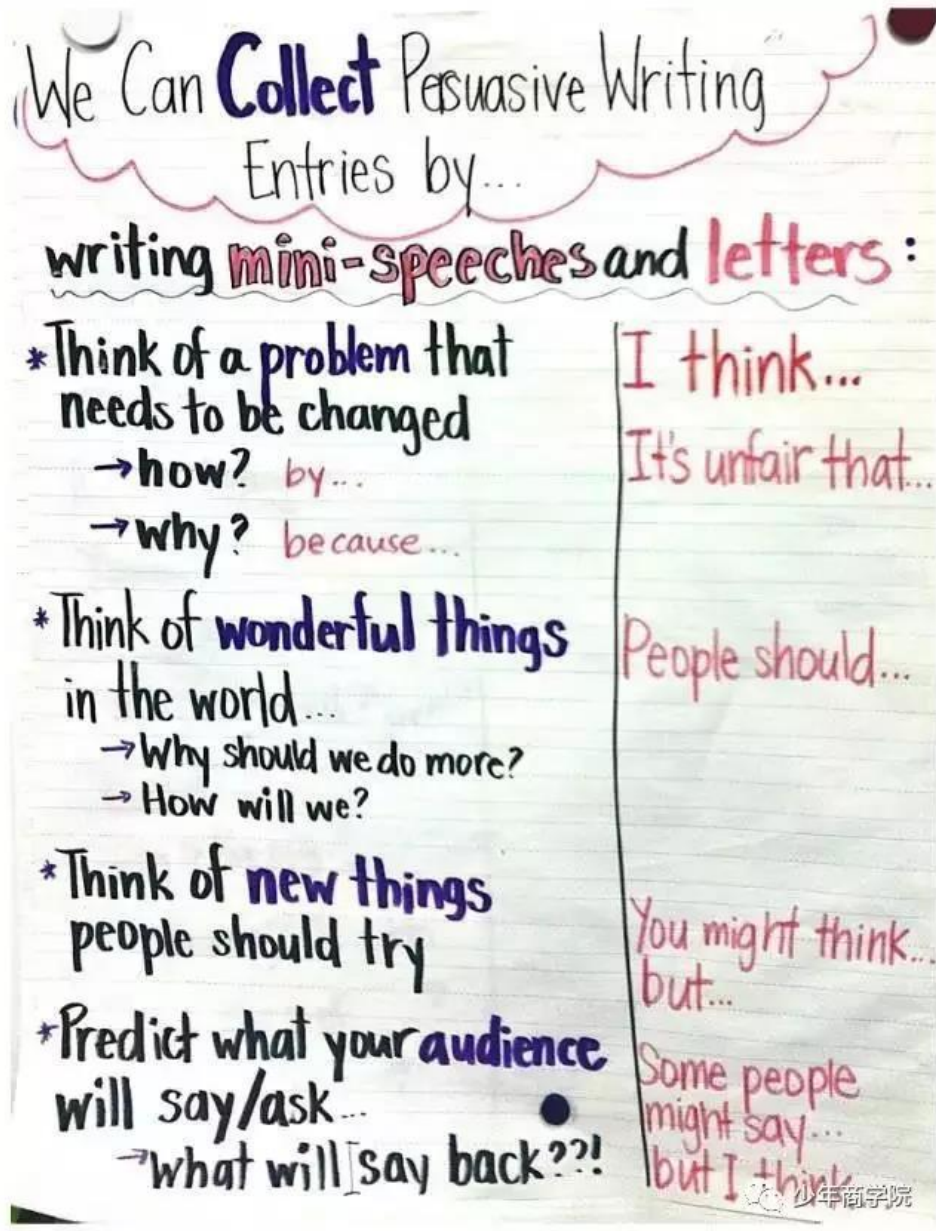 We Can Collect Persuasive Writing
Entries by...
writing mini-speeches and letters:
*Think of a problem that
needs to be changed
→how? by...
→why? because...
*Think of wonderful things
in the world...
→Why should we do more?
→How will we?
*Think of new things
people should try
*Predict what your audience
will say/ask...
→What will I say back??!
I think...
It's unfair that...
People should...
You might think...
but...
Some people
might say...
but I think
少年商学院